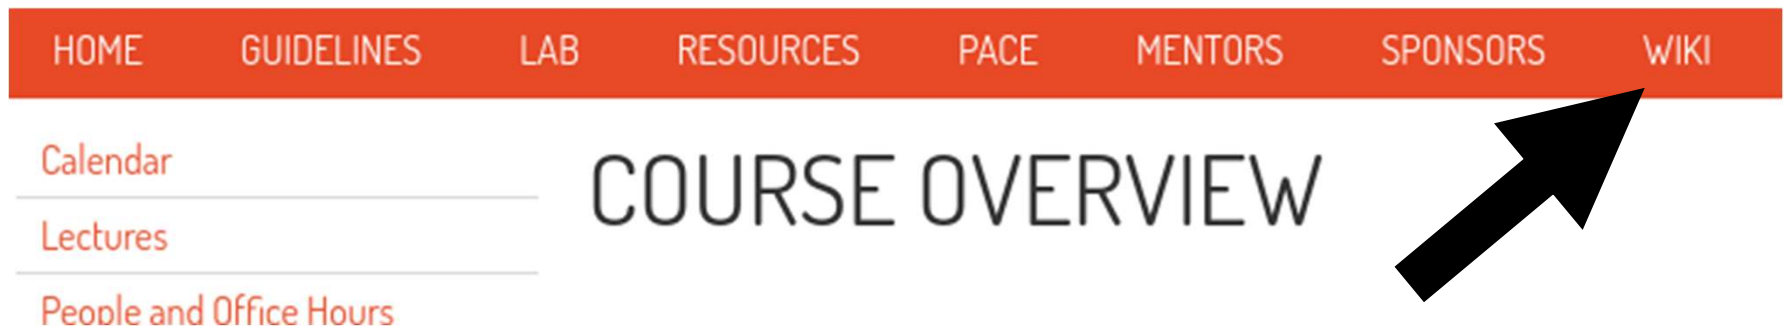 HOME GUIDELINES LAB RESOURCES PACE MENTORS SPONSORS WIKI
Calendar
COURSE OVERVIEW
Lectures
People and Office Hours